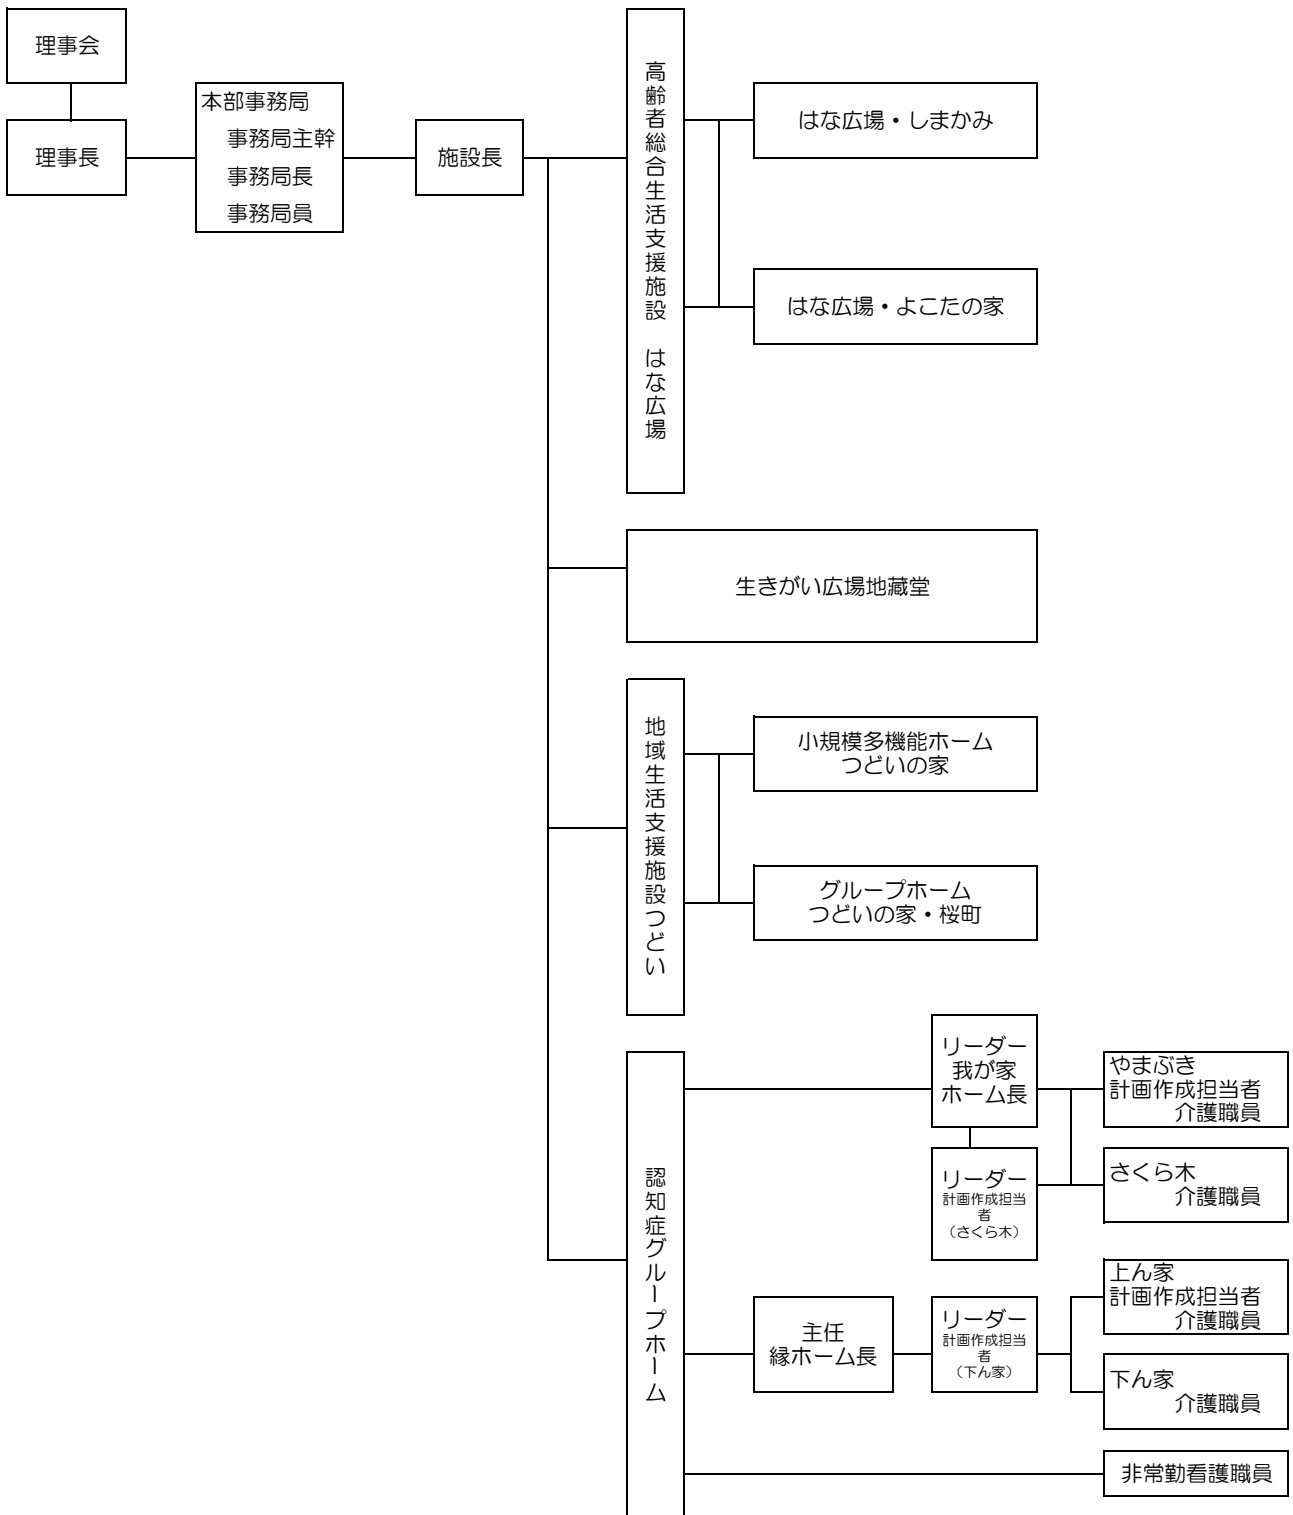 理事会
理事長
本部事務局
事務局主幹
事務局長
事務局員
施設長
高齢者総合生活支援施設　はな広場
はな広場・しまかみ
はな広場・よこたの家
生きがい広場地蔵堂
地域生活支援施設つどい
小規模多機能ホーム
つどいの家
グループホーム
つどいの家・桜町
認知症グループホーム
リーダー
我が家
ホーム長
やまぶき
計画作成担当者
介護職員
リーダー
計画作成担当
者
（さくら木）
さくら木
介護職員
主任
縁ホーム長
リーダー
計画作成担当
者
（下ん家）
上ん家
計画作成担当者
介護職員
下ん家
介護職員
非常勤看護職員